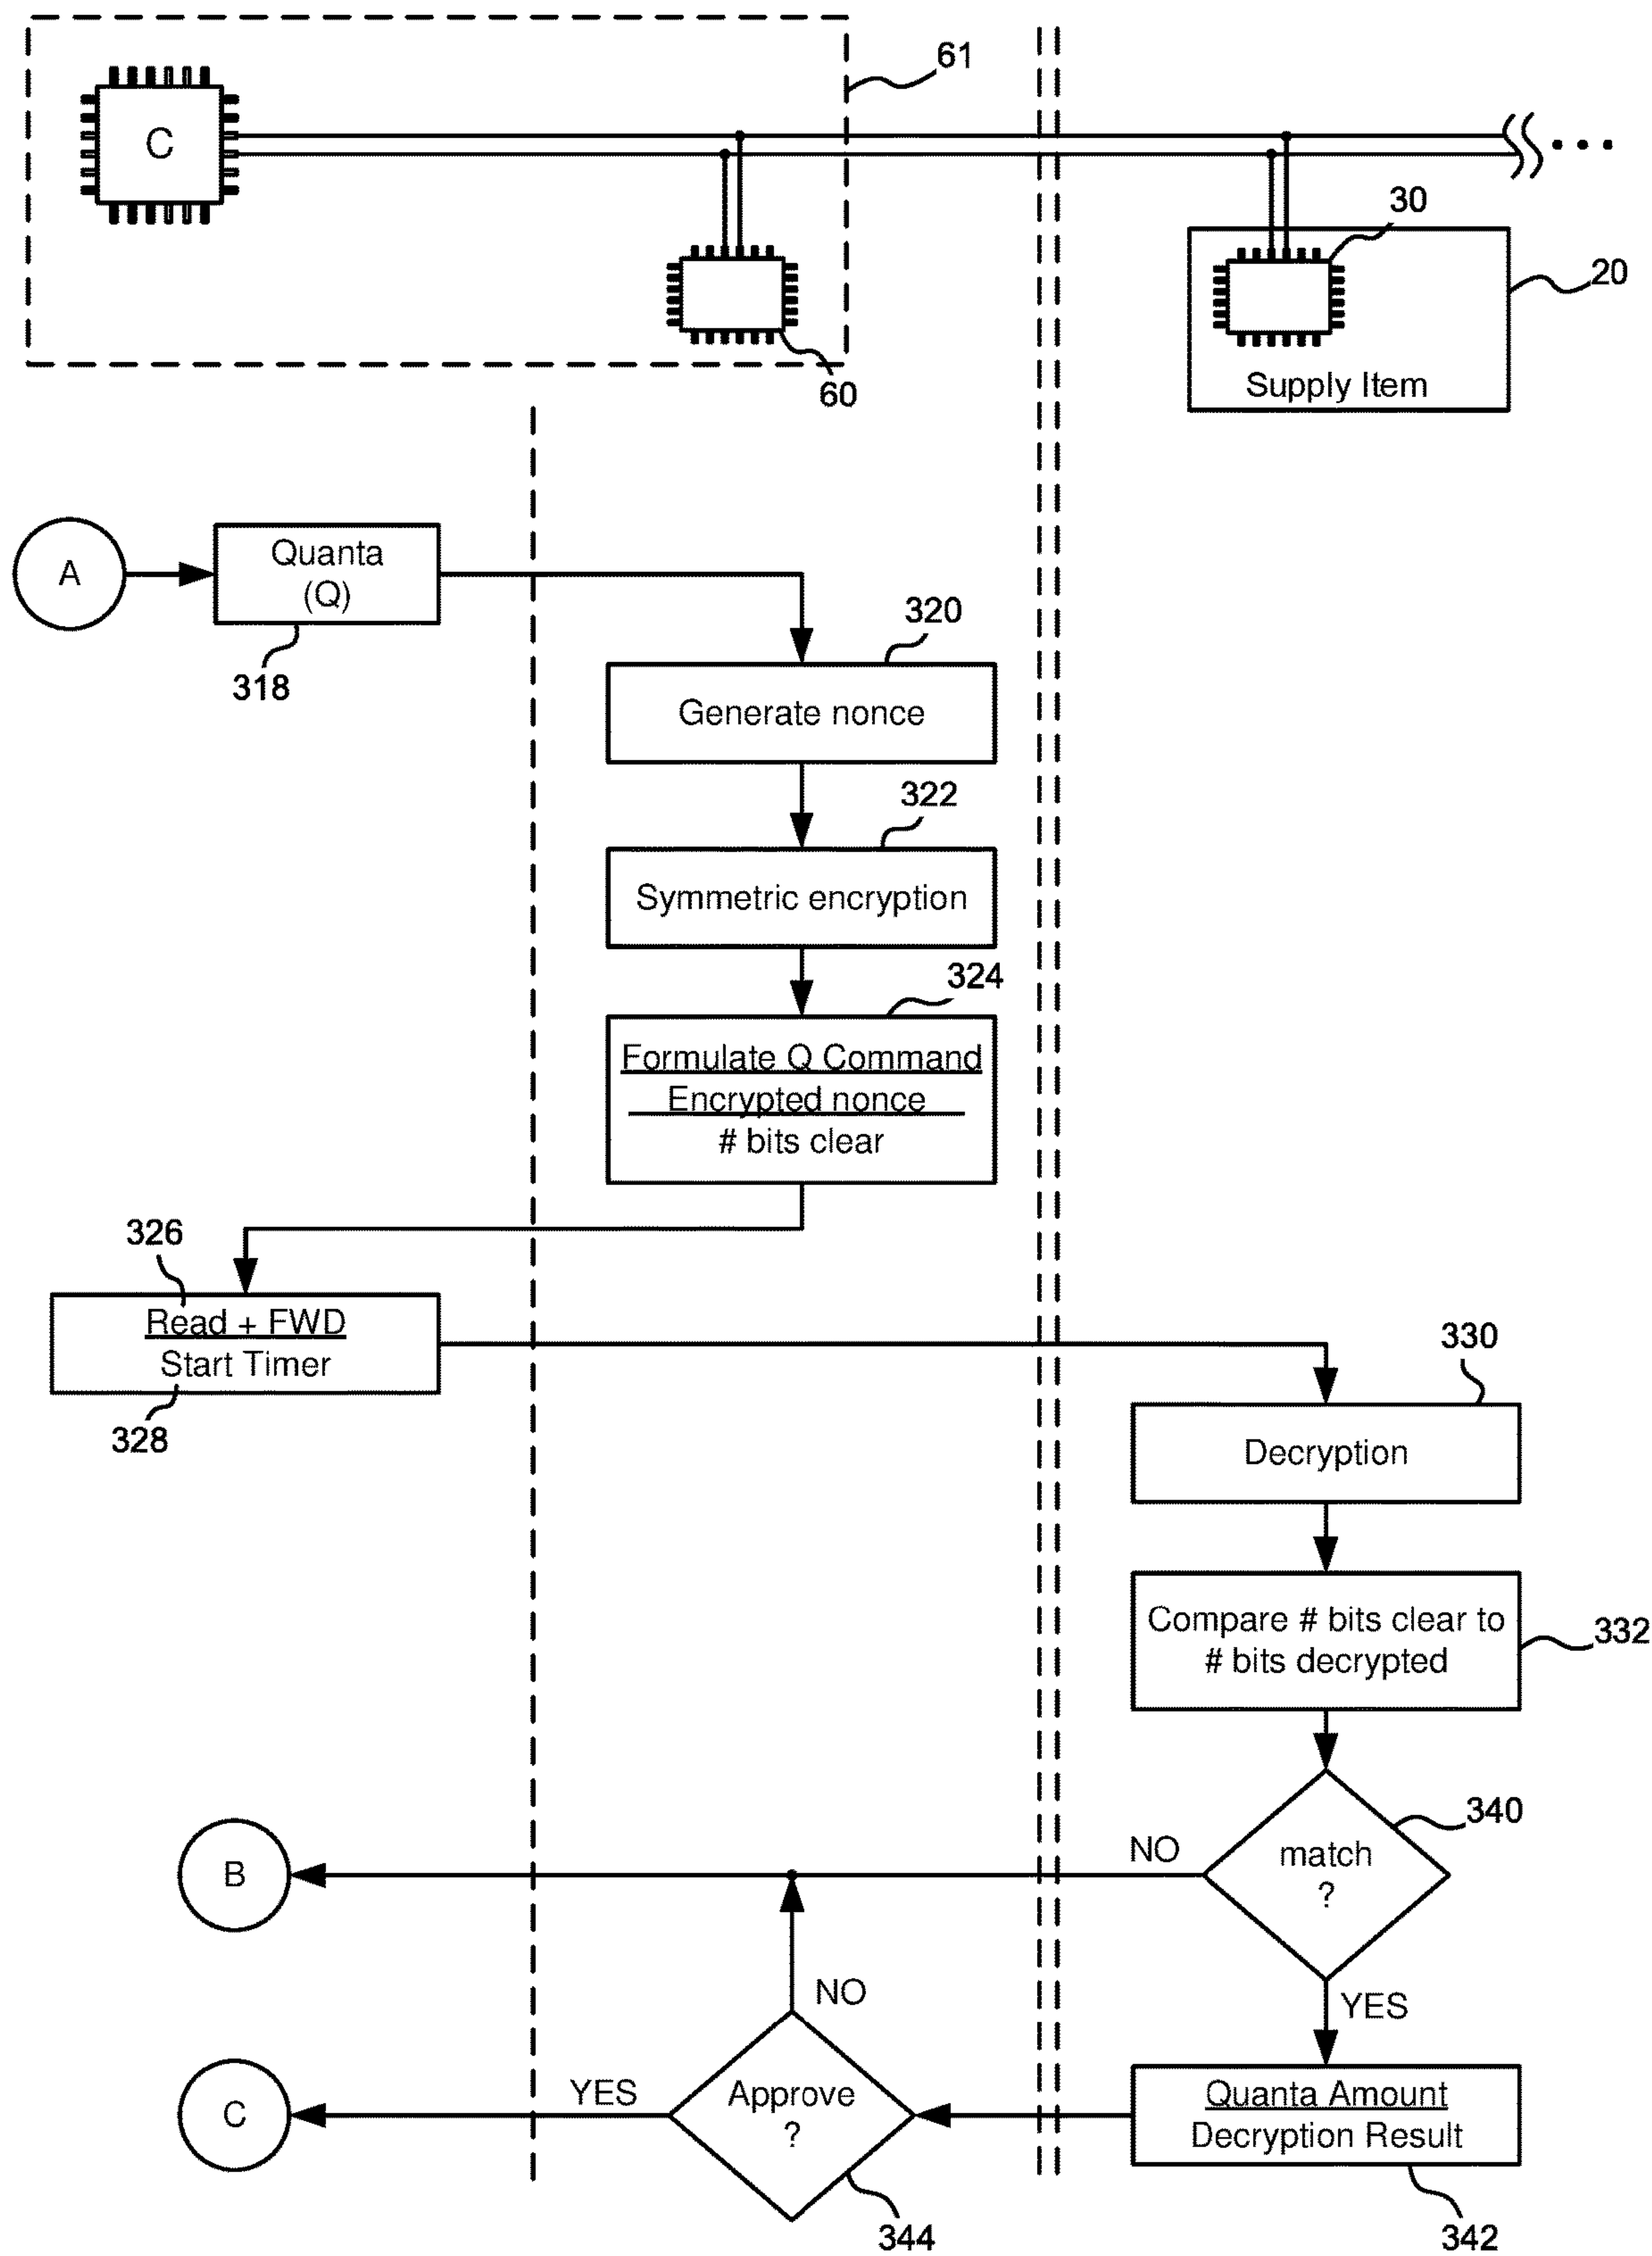 61
C
30
20
60
Supply Item
A
Quanta
(Q)
318
320
Generate nonce
322
Symmetric encryption
324
Formulate Q Command
Encrypted nonce
# bits clear
326
Read + FWD
Start Timer
328
330
Decryption
Compare # bits clear to
# bits decrypted
332
340
match
?
NO
B
YES
NO
Quanta Amount
Decryption Result
342
Approve
?
344
YES
C